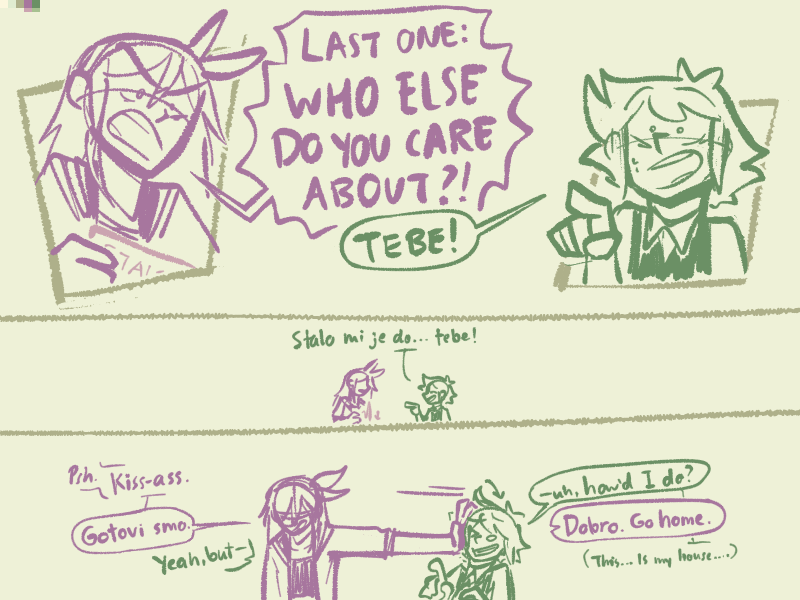 LAST ONE:
WHO ELSE
DO YOU CARE
ABOUT?!
TEBE!
Stalo mi je do... tebe!
Psh.
Kiss-ass.
Gotovi smo.
Yeah, but-
-uh, how'd I do?
Dobro. Go home.
(This... Is my house....)